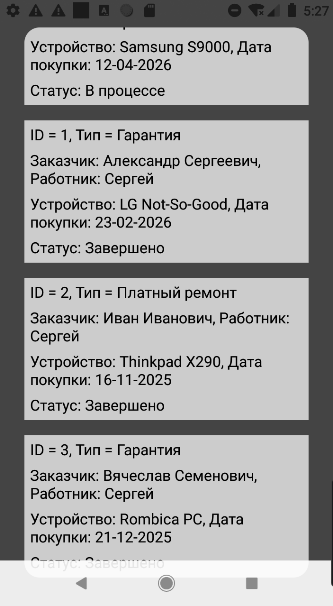 5:27
Устройство: Samsung S9000, Дата
покупки: 12-04-2026
Статус: В процессе
ID = 1, Тип = Гарантия
Заказчик: Александр Сергеевич,
Работник: Сергей
Устройство: LG Not-So-Good, Дата
покупки: 23-02-2026
Статус: Завершено
ID = 2, Тип = Платный ремонт
Заказчик: Иван Иванович, Работник:
Сергей
Устройство: Thinkpad X290, Дата
покупки: 16-11-2025
Статус: Завершено
ID = 3, Тип = Гарантия
Заказчик: Вячеслав Семенович,
Работник: Сергей
Устройство: Rombica PC, Дата
покупки: 21-12-2025
Статус: Завершено